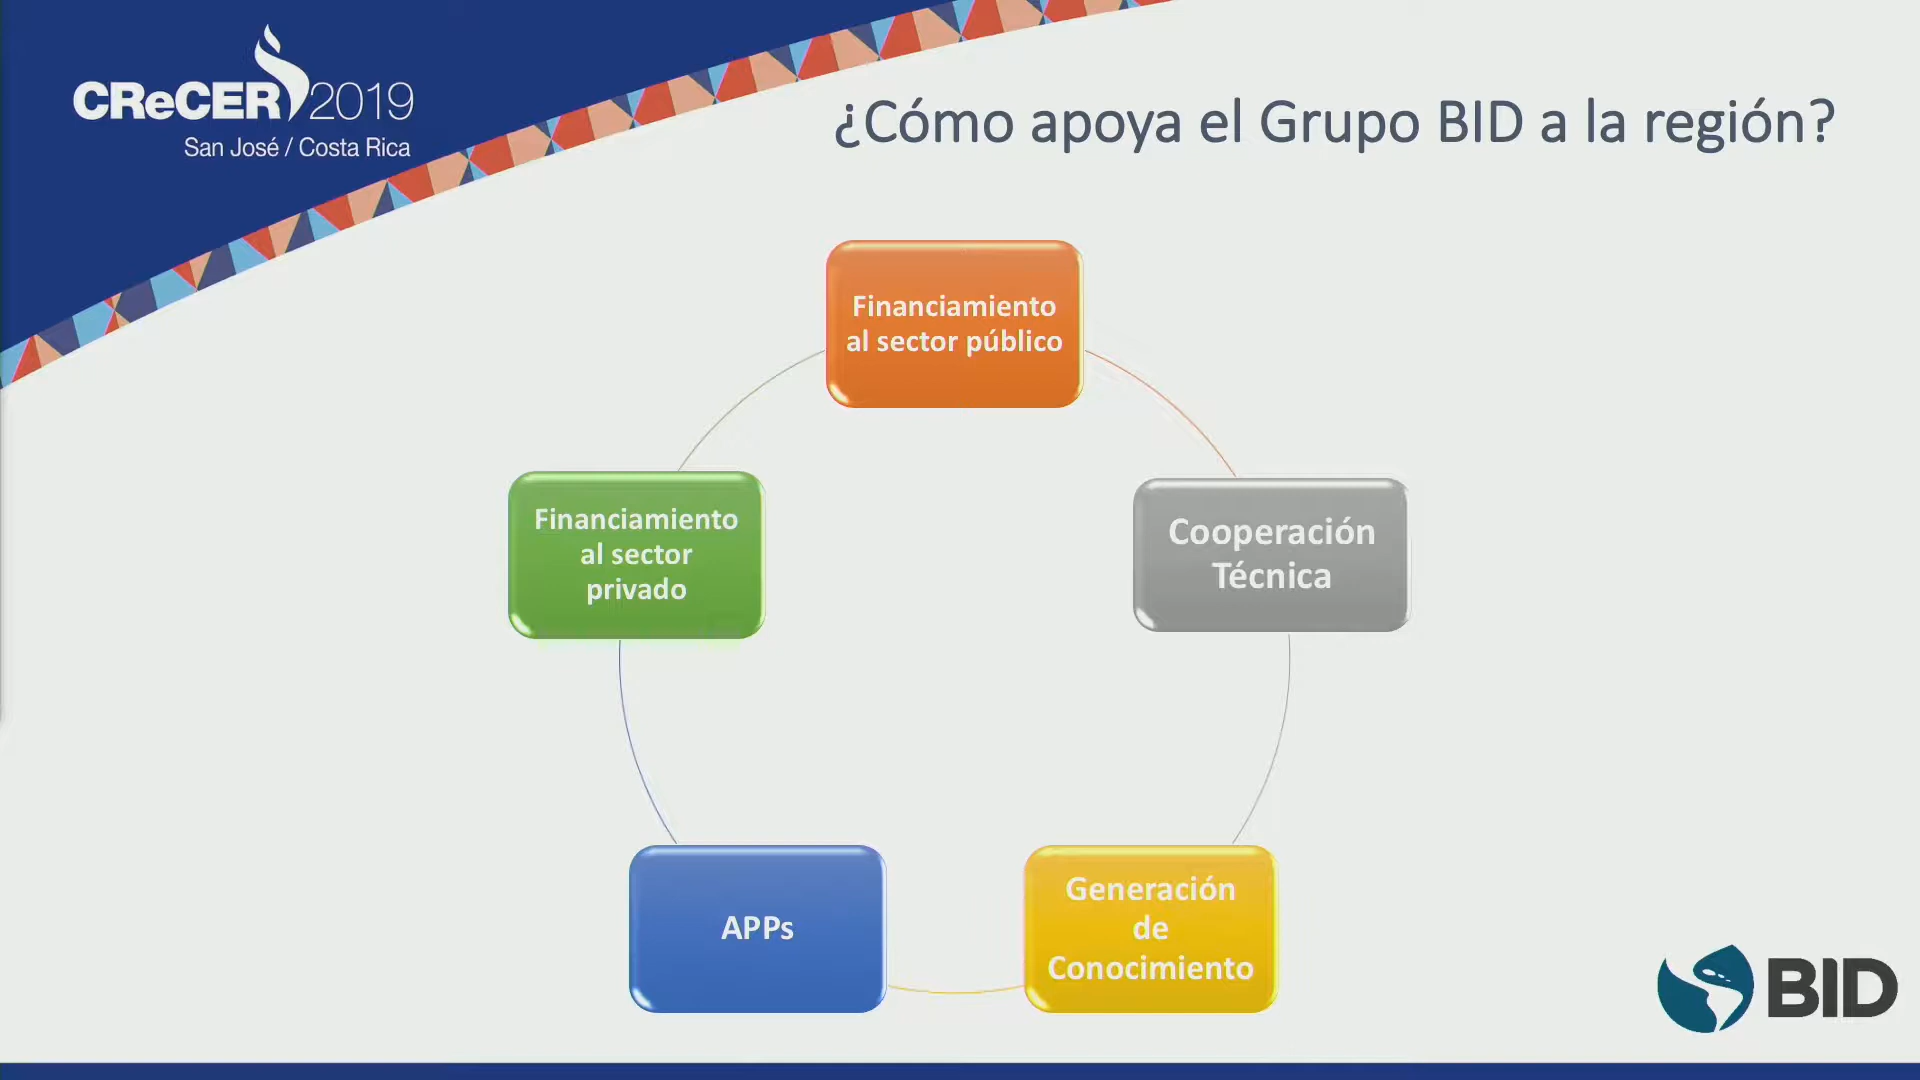 CReCER 2019
San José / Costa Rica
¿Cómo apoya el Grupo BID a la región?
Financiamiento
al sector público
Financiamiento
al sector
privado
Cooperación
Técnica
APPs
Generación
de
Conocimiento
BID